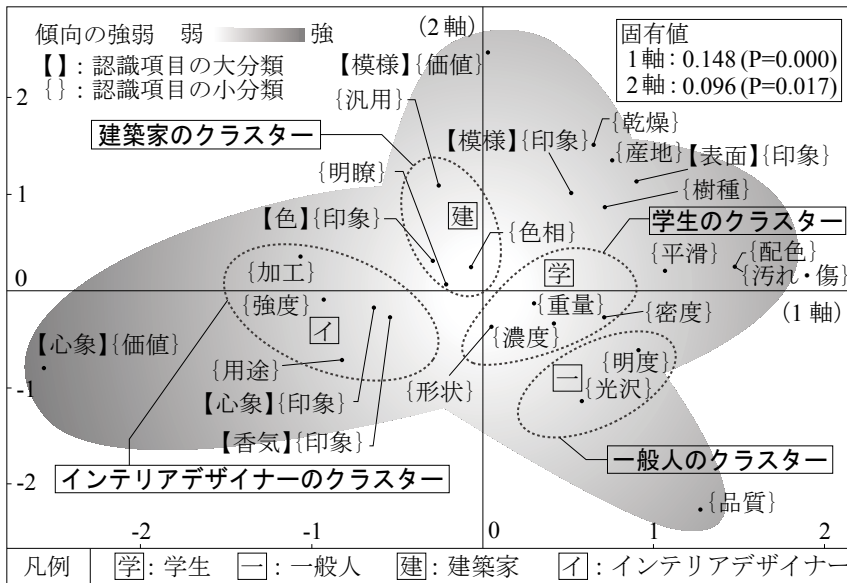 傾向の強弱 弱 強
【】：認識項目の大分類
{}：認識項目の小分類
(2軸)
固有値
1軸：0.148 (P=0.000)
2軸：0.096 (P=0.017)
【模様】{価値}
2
{汎用}
建築家のクラスター
【模様】{印象}
{乾燥}
{産地}
【表面】{印象}
{明瞭}
{樹種}
1
【色】{印象}
建
{色相}
学生のクラスター
学
{平滑}
{配色}
{汚れ・傷}
{加工}
0
(1軸)
{強度}
イ
{重量}
{密度}
【心象】{価値}
{濃度}
{用途}
{形状}
{明度}
一
{光沢}
-1
【心象】{印象}
【香気】{印象}
インテリアデザイナーのクラスター
一般人のクラスター
-2
{品質}
-2 -1 0 1 2
凡例 学：学生 一：一般人 建：建築家 イ：インテリアデザイナー